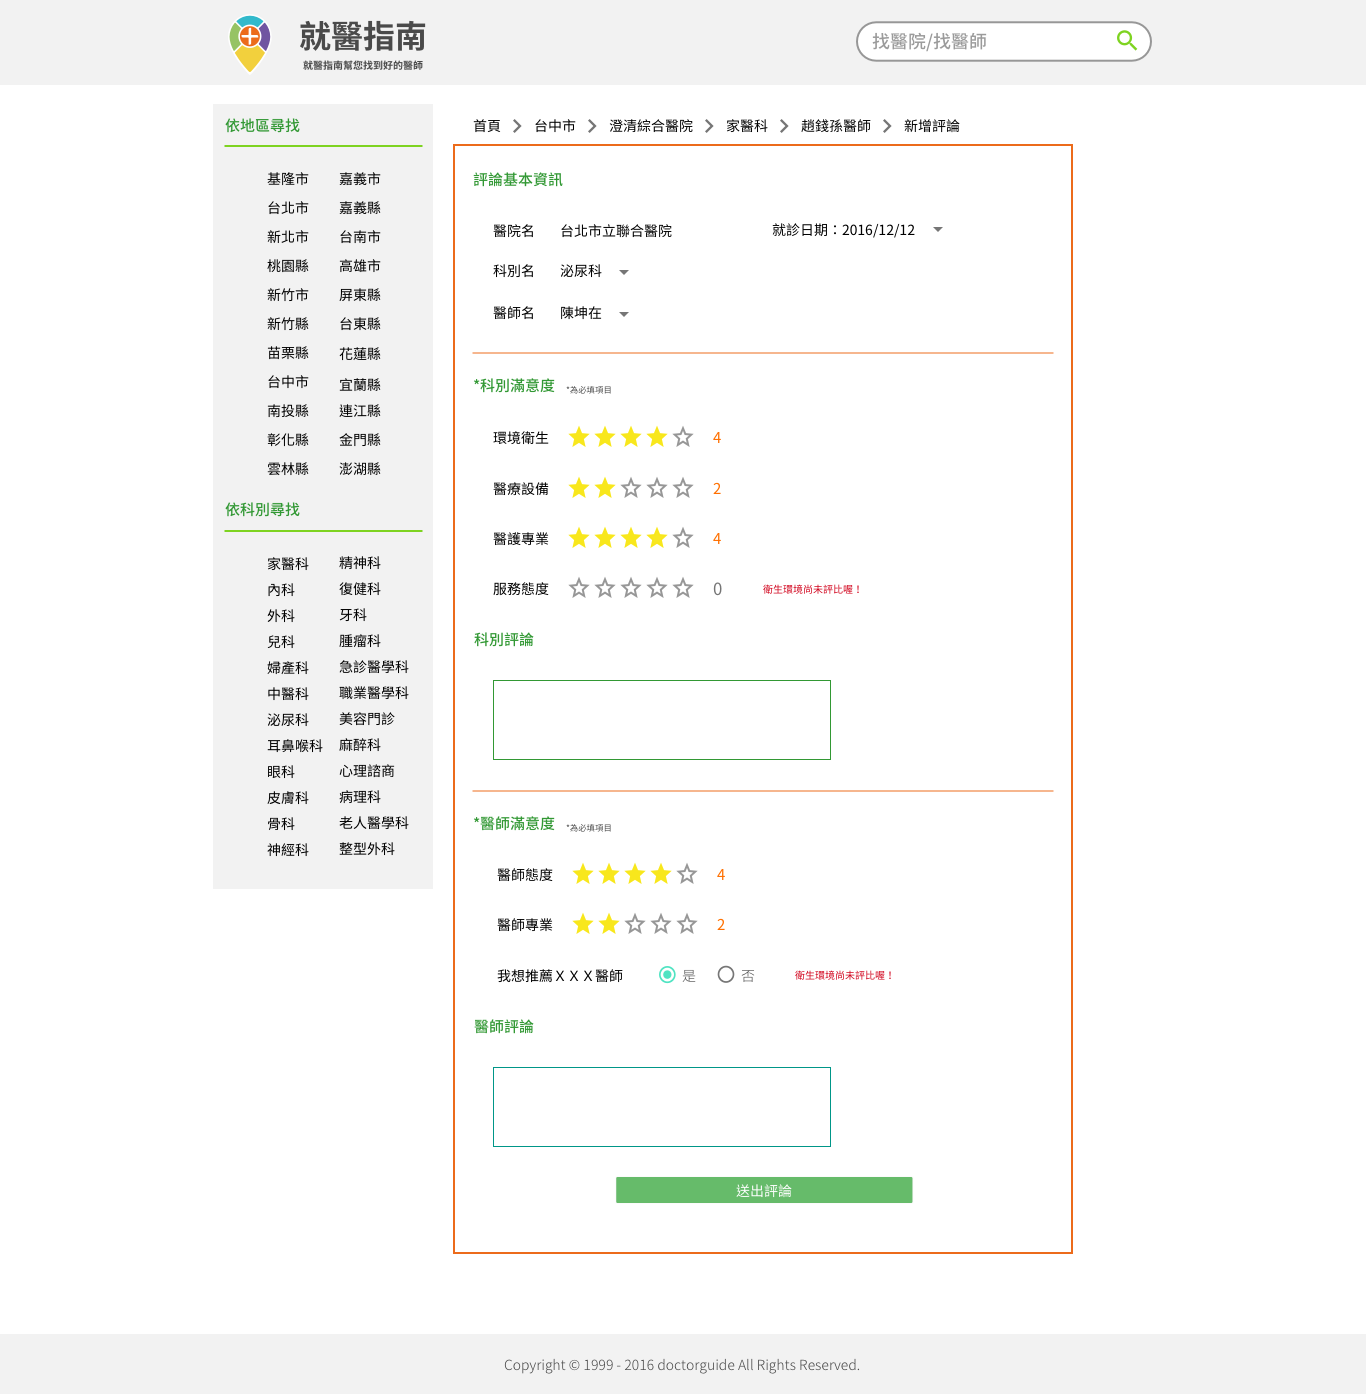 就醫指南
就醫指南幫您找到好的醫師
找醫院/找醫師
依地區尋找
基隆市 嘉義市
台北市 嘉義縣
新北市 台南市
桃園縣 高雄市
新竹市 屏東縣
新竹縣 台東縣
苗栗縣 花蓮縣
台中市 宜蘭縣
南投縣 連江縣
彰化縣 金門縣
雲林縣 澎湖縣
依科別尋找
家醫科 精神科
內科 復健科
外科 牙科
兒科 腫瘤科
婦產科 急診醫學科
中醫科 職業醫學科
泌尿科 美容門診
耳鼻喉科 麻醉科
眼科 心理諮商
皮膚科 病理科
骨科 老人醫學科
神經科 整型外科
首頁 台中市 澄清綜合醫院 家醫科 趙錢孫醫師 新增評論
評論基本資訊
醫院名 台北市立聯合醫院 就診日期：2016/12/12
科別名 泌尿科
醫師名 陳坤在
*科別滿意度 *為必填項目
環境衛生 4
醫療設備 2
醫護專業 4
服務態度 0 衛生環境尚未評比喔！
科別評論
*醫師滿意度 *為必填項目
醫師態度 4
醫師專業 2
我想推薦ＸＸＸ醫師 是 否 衛生環境尚未評比喔！
醫師評論
送出評論
Copyright © 1999 - 2016 doctorguide All Rights Reserved.